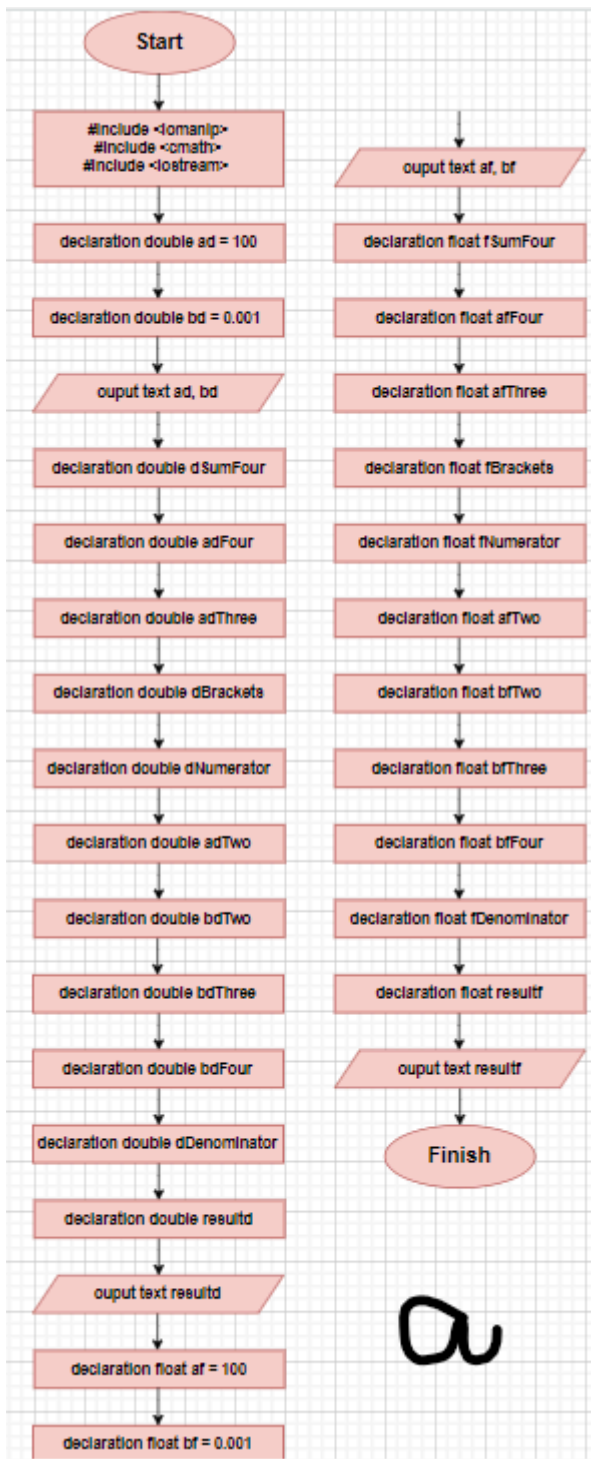 Start
#Include <iomanip>
#Include <cmath>
#Include <iostream>
declaration double ad = 100
declaration double bd = 0.001
ouput text ad, bd
declaration double dSumFour
declaration double adFour
declaration double adThree
declaration double dBrackets
declaration double dNumerator
declaration double adTwo
declaration double bdTwo
declaration double bdThree
declaration double bdFour
declaration double dDenominator
declaration double resultd
ouput text resultd
declaration float af = 100
declaration float bf = 0.001
ouput text af, bf
declaration float fSumFour
declaration float afFour
declaration float afThree
declaration float fBrackets
declaration float fNumerator
declaration float afTwo
declaration float bfTwo
declaration float bfThree
declaration float bfFour
declaration float fDenominator
declaration float resultf
ouput text resultf
Finish
a